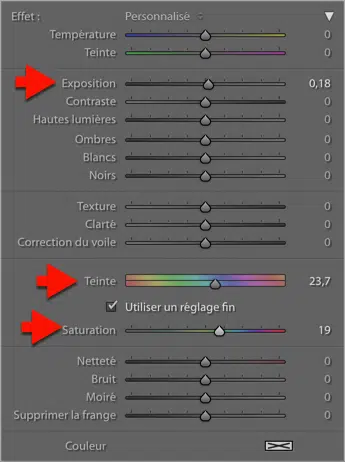 Effet : Personnalisé
Température 0
Teinte 0
Exposition 0,18
Contraste 0
Hautes lumières 0
Ombres 0
Blancs 0
Noirs 0
Texture 0
Clarté 0
Correction du voile 0
Teinte 23,7
Utiliser un réglage fin
Saturation 19
Netteté 0
Bruit 0
Moiré 0
Supprimer la frange 0
Couleur